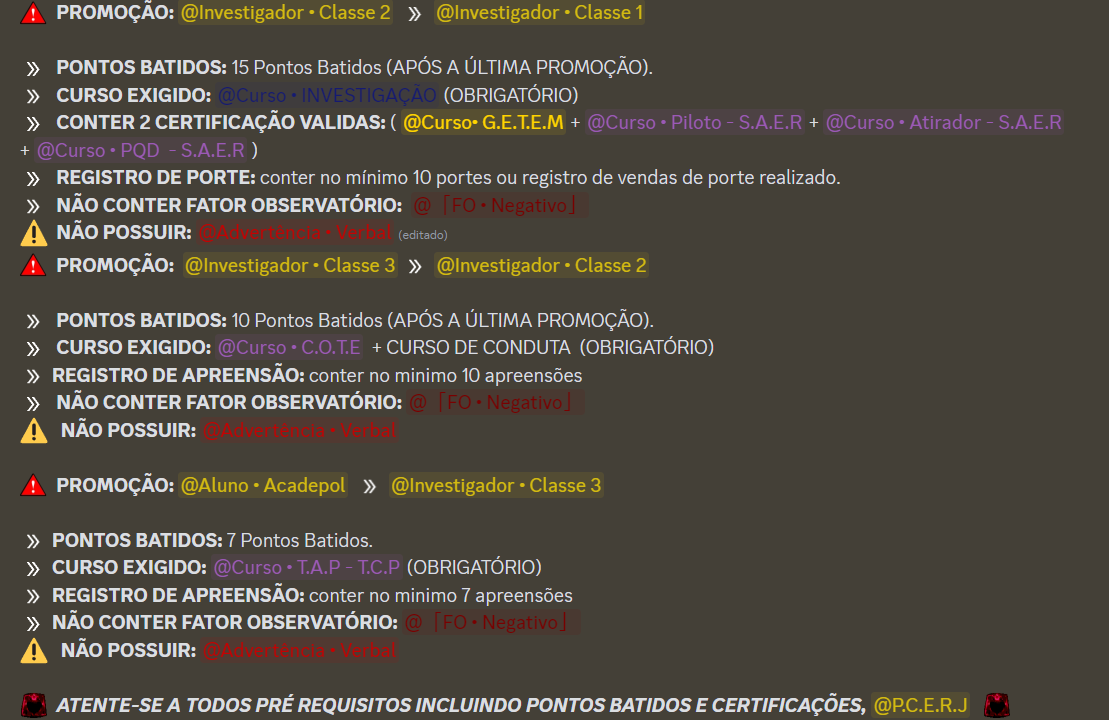 PROMOÇÃO: @Investigador • Classe 2 » @Investigador • Classe 1
» PONTOS BATIDOS: 15 Pontos Batidos (APÓS A ÚLTIMA PROMOÇÃO).
» CURSO EXIGIDO: @Curso • INVESTIGAÇÃO (OBRIGATÓRIO)
» CONTER 2 CERTIFICAÇÃO VALIDAS: ( @Curso• G.E.T.E.M + @Curso • Piloto - S.A.E.R + @Curso • Atirador - S.A.E.R
+ @Curso • PQD - S.A.E.R )
» REGISTRO DE PORTE: conter no mínimo 10 portes ou registro de vendas de porte realizado.
» NÃO CONTER FATOR OBSERVATÓRIO: @「FO • Negativo」
NÃO POSSUIR: @Advertência • Verbal (editado)
PROMOÇÃO: @Investigador • Classe 3 » @Investigador • Classe 2
» PONTOS BATIDOS: 10 Pontos Batidos (APÓS A ÚLTIMA PROMOÇÃO).
» CURSO EXIGIDO: @Curso • C.O.T.E + CURSO DE CONDUTA (OBRIGATÓRIO)
» REGISTRO DE APREENSÃO: conter no minimo 10 apreensões
» NÃO CONTER FATOR OBSERVATÓRIO: @「FO • Negativo」
NÃO POSSUIR: @Advertência • Verbal
PROMOÇÃO: @Aluno • Acadepol » @Investigador • Classe 3
» PONTOS BATIDOS: 7 Pontos Batidos.
» CURSO EXIGIDO: @Curso • T.A.P - T.C.P (OBRIGATÓRIO)
» REGISTRO DE APREENSÃO: conter no minimo 7 apreensões
» NÃO CONTER FATOR OBSERVATÓRIO: @「FO • Negativo」
NÃO POSSUIR: @Advertência • Verbal
ATENTE-SE A TODOS PRÉ REQUISITOS INCLUINDO PONTOS BATIDOS E CERTIFICAÇÕES, @P.C.E.R.J